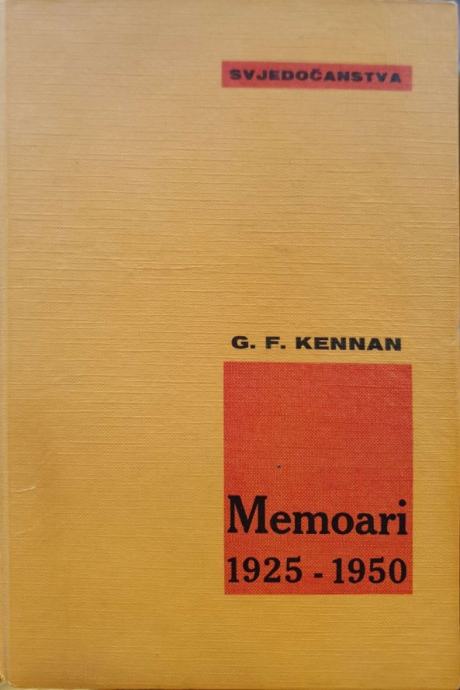 SVJEDOČANSTVA
G. F. KENNAN
Memoari
1925 - 1950